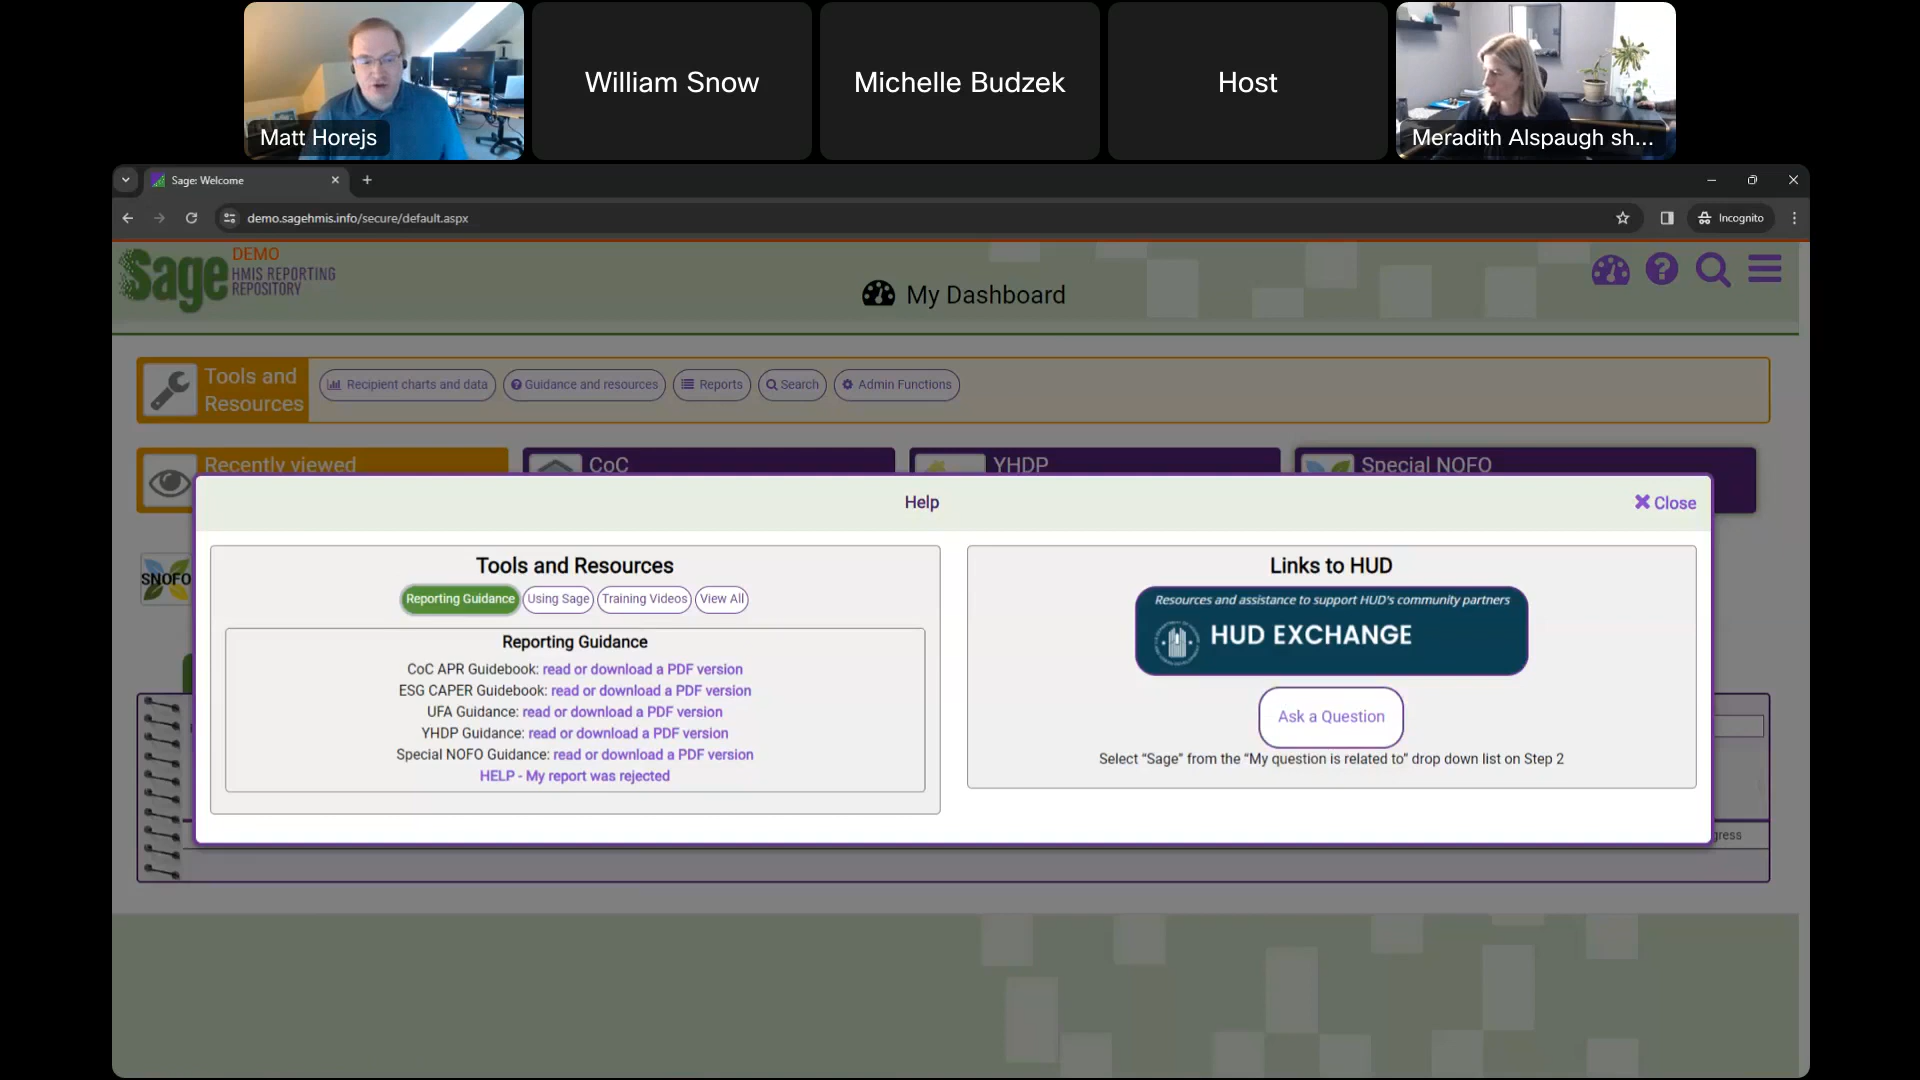 William Snow
Michelle Budzek
Host
Matt Horejs
Meradith Alspaugh sh...
Sage: Welcome
demo.sagehmis.info/secure/default.aspx
Incognito
Sage
DEMO
HMIS REPORTING
REPOSITORY
My Dashboard
Tools and
Resources
Recipient charts and data
Guidance and resources
Reports
Search
Admin Functions
Recently viewed
CoC
YHDP
Special NOFO
Help
Close
SNOFO
Tools and Resources
Reporting Guidance
Using Sage
Training Videos
View All
Reporting Guidance
CoC APR Guidebook: read or download a PDF version
ESG CAPER Guidebook: read or download a PDF version
UFA Guidance: read or download a PDF version
YHDP Guidance: read or download a PDF version
Special NOFO Guidance: read or download a PDF version
HELP - My report was rejected
Links to HUD
Resources and assistance to support HUD's community partners
HUD EXCHANGE
Ask a Question
Select “Sage” from the “My question is related to” drop down list on Step 2
gress